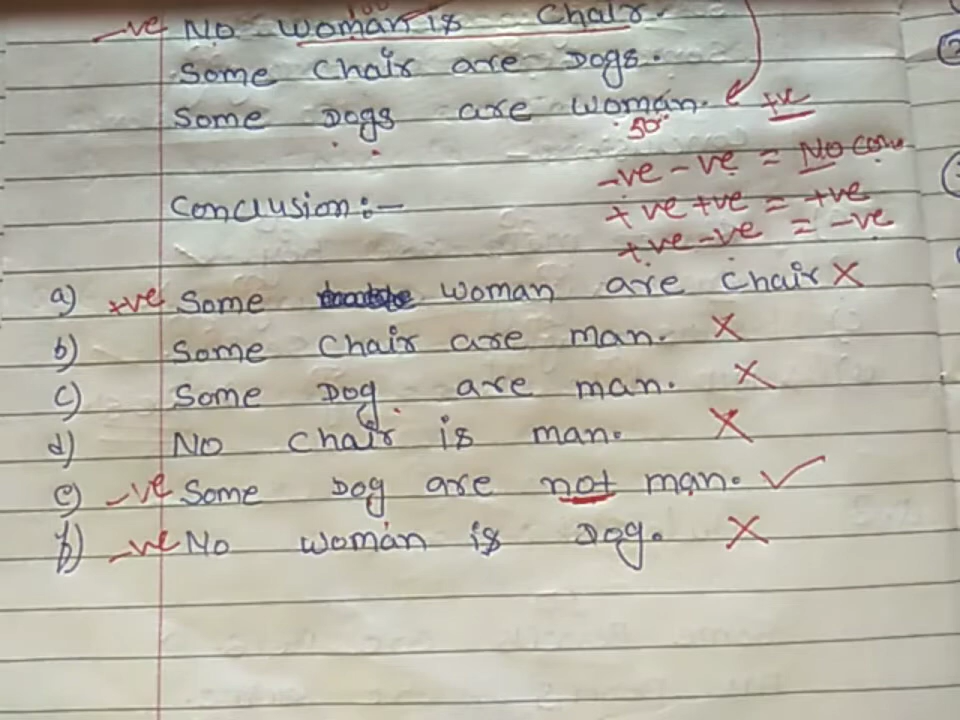 -ve No woman is chair.
Some chair are Dogs.
Some Dogs are woman. +ve
50
-ve - ve = No con
Conclusion :-
+ve +ve = +ve
+ve -ve = -ve
a) +ve Some woman are chair X
b) Some chair are man. X
c) Some Dog are man. X
d) No chair is man. X
e) -ve Some Dog are not man. ✓
f) -ve No woman is Dog. X